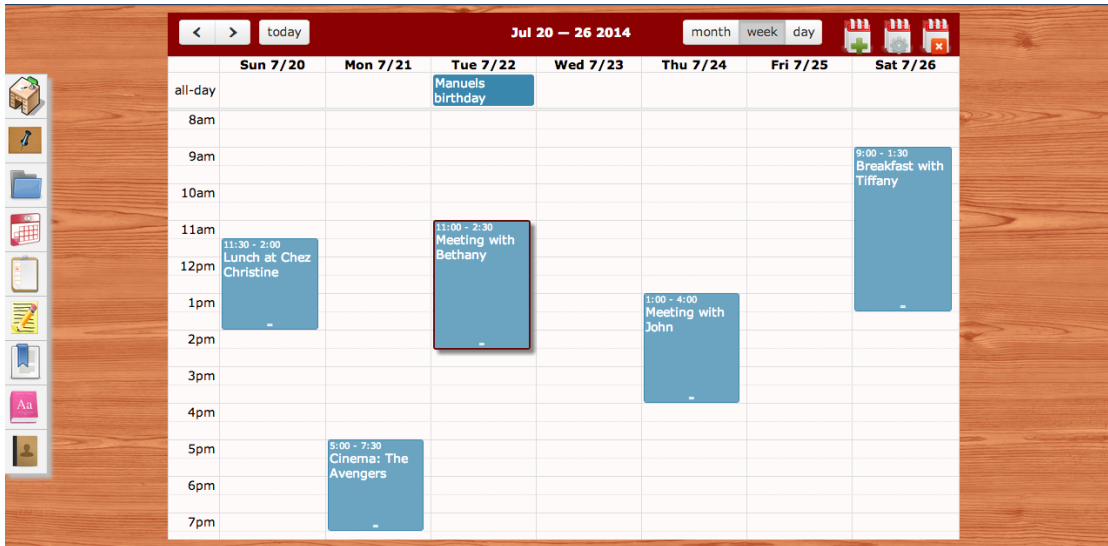 today
Jul 20 — 26 2014
month week day
Sun 7/20 Mon 7/21 Tue 7/22 Wed 7/23 Thu 7/24 Fri 7/25 Sat 7/26
all-day
Manuels
birthday
8am
9am
9:00 - 1:30
Breakfast with
Tiffany
10am
11am
11:00 - 2:30
Meeting with
Bethany
11:30 - 2:00
Lunch at Chez
Christine
12pm
1pm
1:00 - 4:00
Meeting with
John
2pm
3pm
4pm
5pm
5:00 - 7:30
Cinema: The
Avengers
6pm
7pm
Aa